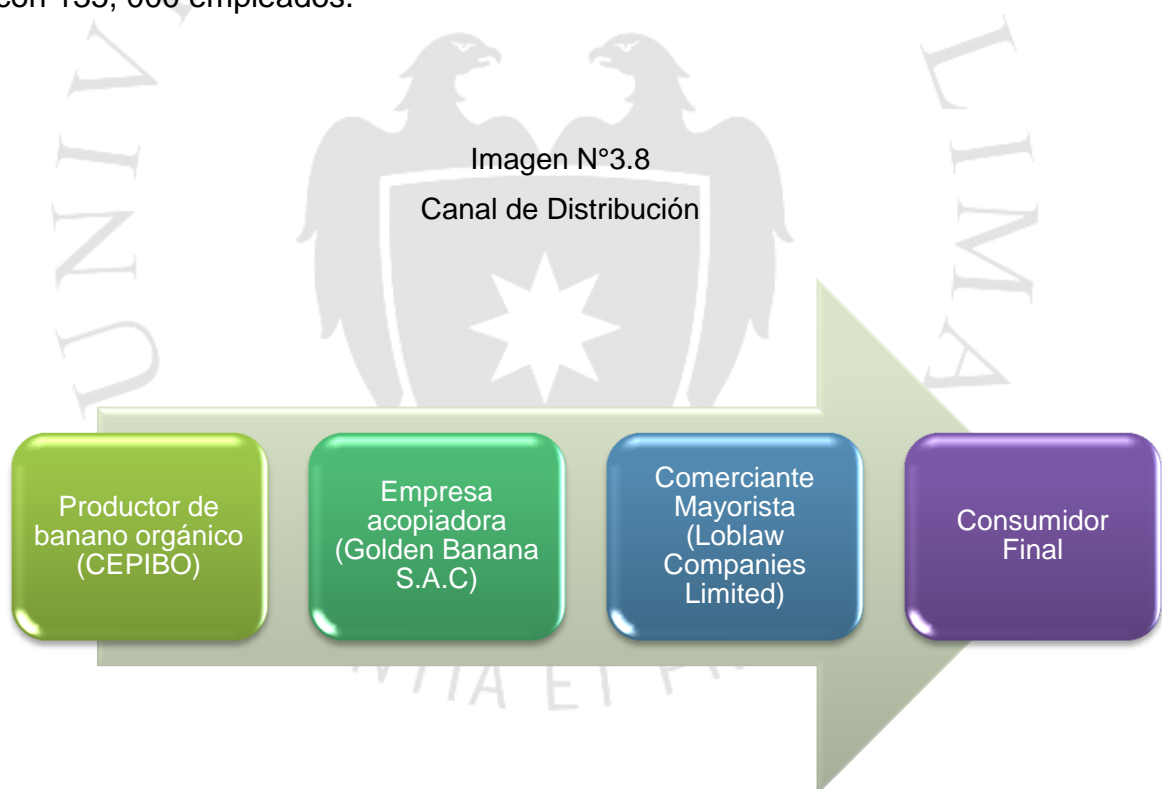 con 135, 000 empleados.
Imagen N°3.8
Canal de Distribución
Productor de
banano orgánico
(CEPIBO)
Empresa
acopiadora
(Golden Banana
S.A.C)
Comerciante
Mayorista
(Loblaw
Companies
Limited)
Consumidor
Final
LIMA